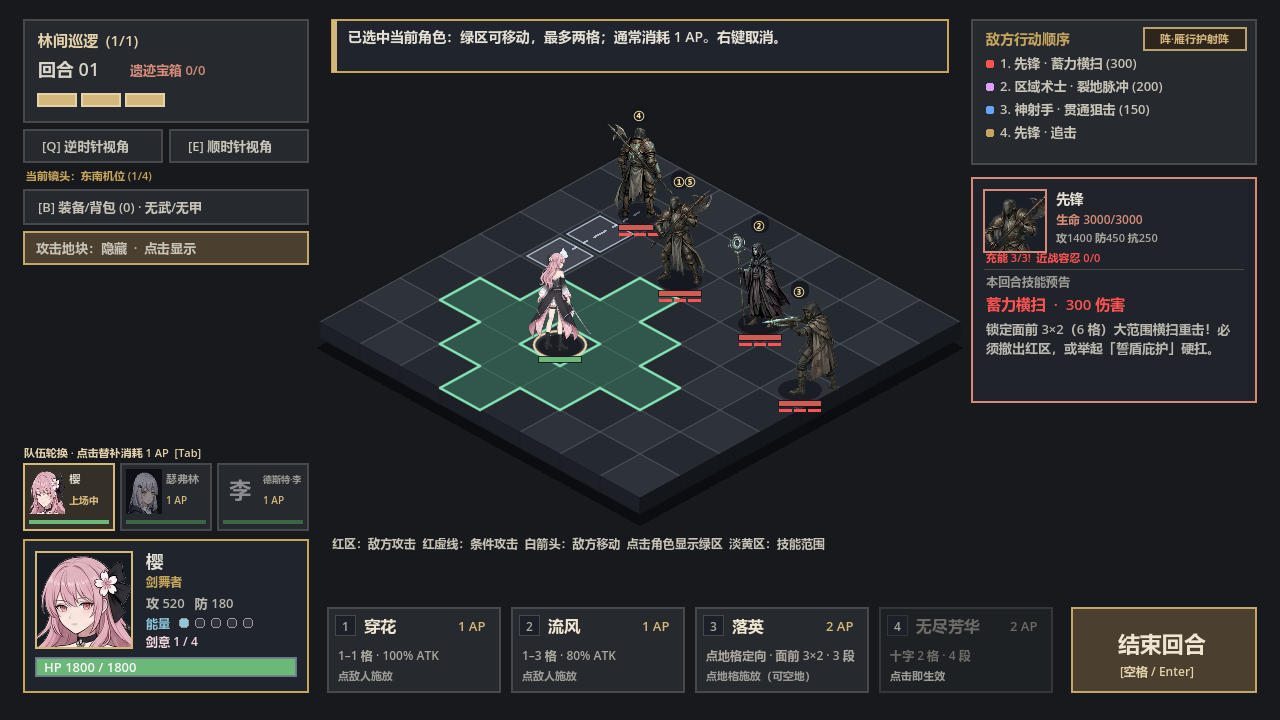 林间巡逻 (1/1)
回合 01 遗迹宝箱 0/0
[Q] 逆时针视角
[E] 顺时针视角
当前镜头：东南机位 (1/4)
[B] 装备/背包 (0) · 无武/无甲
攻击地块：隐藏 · 点击显示
已选中当前角色：绿区可移动，最多两格；通常消耗 1 AP。右键取消。
敌方行动顺序
阵·雁行护射阵
1. 先锋 · 蓄力横扫 (300)
2. 区域术士 · 裂地脉冲 (200)
3. 神射手 · 贯通狙击 (150)
4. 先锋 · 追击
先锋
生命 3000/3000
攻1400 防450 抗250
充能 3/3! 近战容忍 0/0
本回合技能预告
蓄力横扫 · 300 伤害
锁定面前 3×2（6 格）大范围横扫重击！必
须撤出红区，或举起「誓盾庇护」硬扛。
④
①⑤
②
③
队伍轮换 · 点击替补消耗 1 AP [Tab]
樱
上场中
瑟弗林
1 AP
李
德斯特·李
1 AP
樱
剑舞者
攻 520 防 180
能量
剑意 1 / 4
HP 1800 / 1800
红区：敌方攻击 红虚线：条件攻击 白箭头：敌方移动 点击角色显示绿区 淡黄区：技能范围
1 穿花 1 AP
1–1 格 · 100% ATK
点敌人施放
2 流风 1 AP
1–3 格 · 80% ATK
点敌人施放
3 落英 2 AP
点地格定向 · 面前 3×2 · 3 段
点地格施放（可空地）
4 无尽芳华 2 AP
十字 2 格 · 4 段
点击即生效
结束回合
[空格 / Enter]